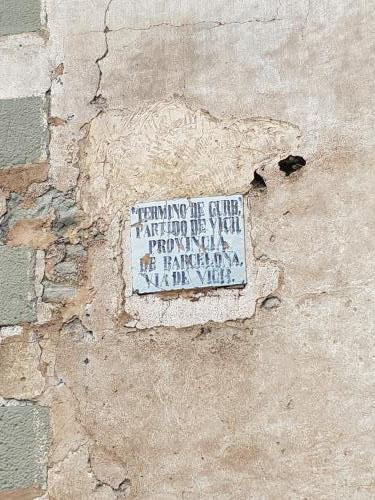 TERMINO DE GURB,
PARTIDO DE VICH,
PROVINCIA
DE BARCELONA.
VIA DE VICH.